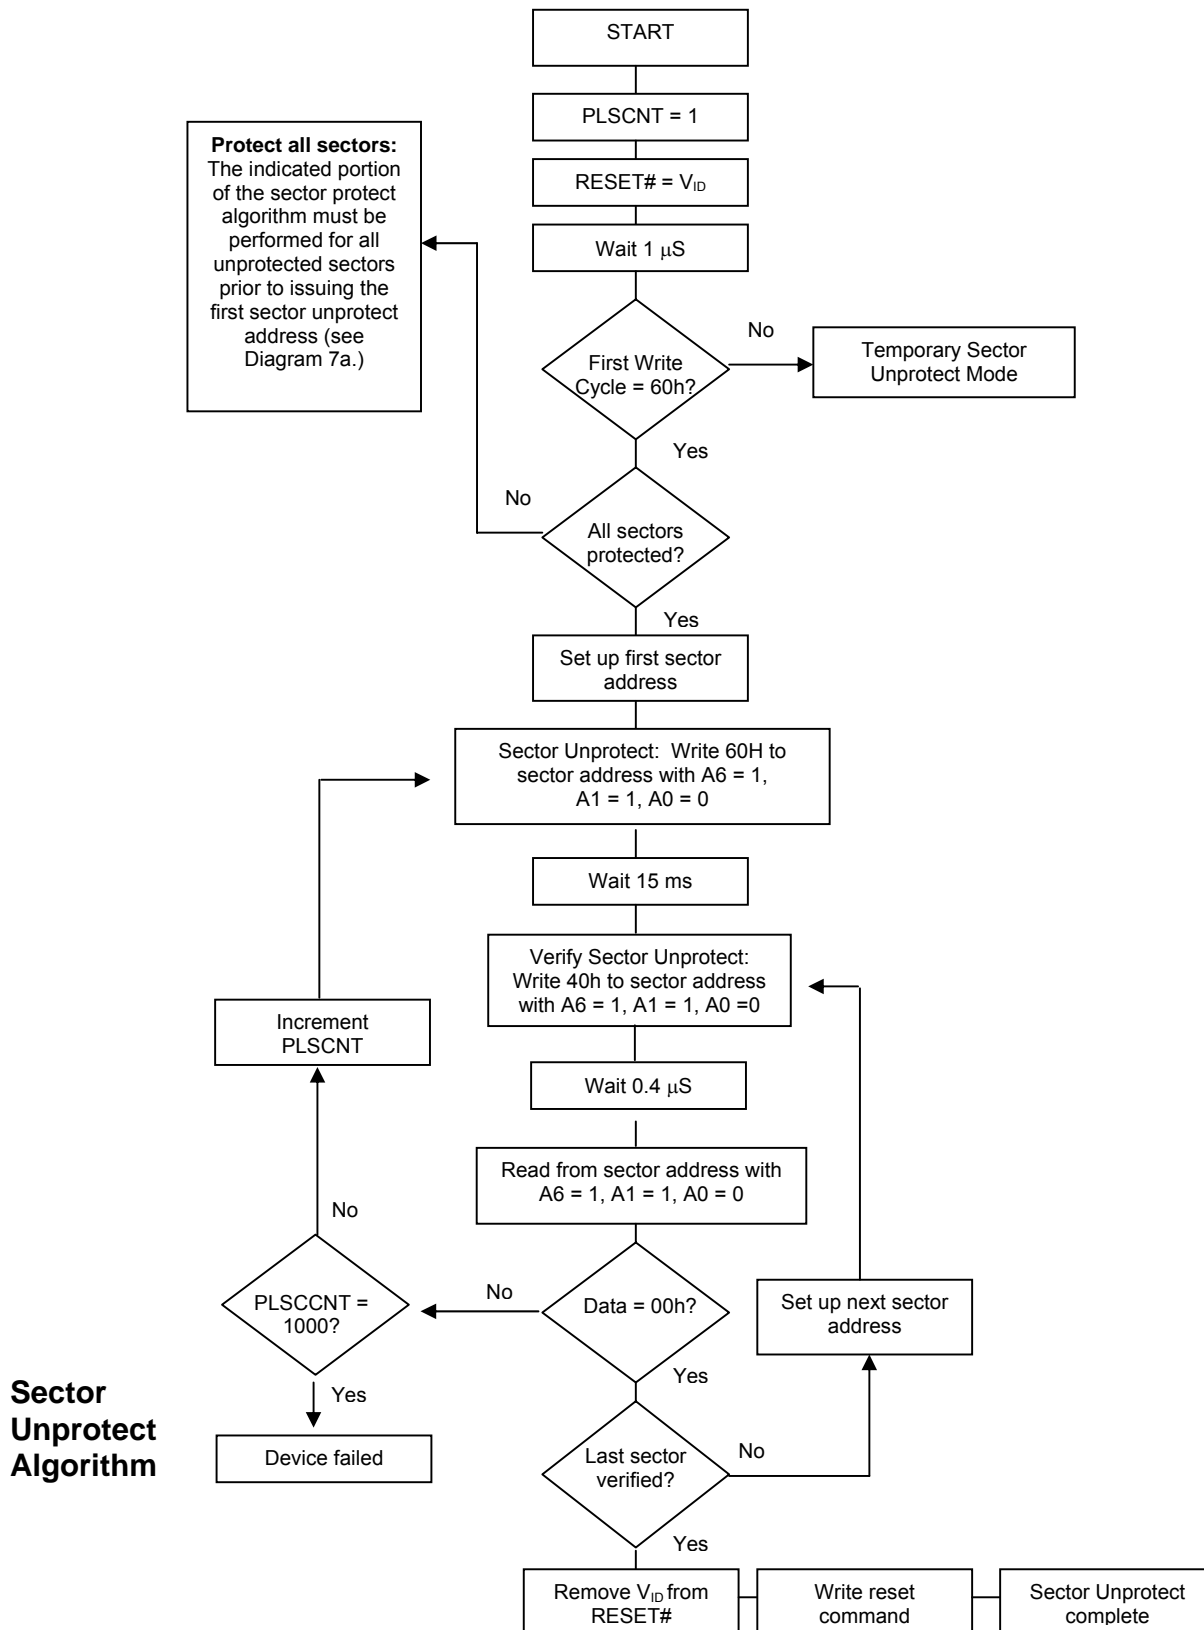 START
PLSCNT = 1
Protect all sectors:
The indicated portion
of the sector protect
algorithm must be
performed for all
unprotected sectors
prior to issuing the
first sector unprotect
address (see
Diagram 7a.)
RESET# = VID
Wait 1 μS
First Write
Cycle = 60h?
No
Temporary Sector
Unprotect Mode
Yes
No
All sectors
protected?
Yes
Set up first sector
address
Sector Unprotect: Write 60H to
sector address with A6 = 1,
A1 = 1, A0 = 0
Wait 15 ms
Verify Sector Unprotect:
Write 40h to sector address
with A6 = 1, A1 = 1, A0 =0
Increment
PLSCNT
Wait 0.4 μS
Read from sector address with
A6 = 1, A1 = 1, A0 = 0
No
PLSCCNT =
1000?
No
Data = 00h?
Set up next sector
address
Yes
Yes
Sector
Unprotect
Algorithm
Device failed
Last sector
verified?
No
Yes
Remove VID from
RESET#
Write reset
command
Sector Unprotect
complete